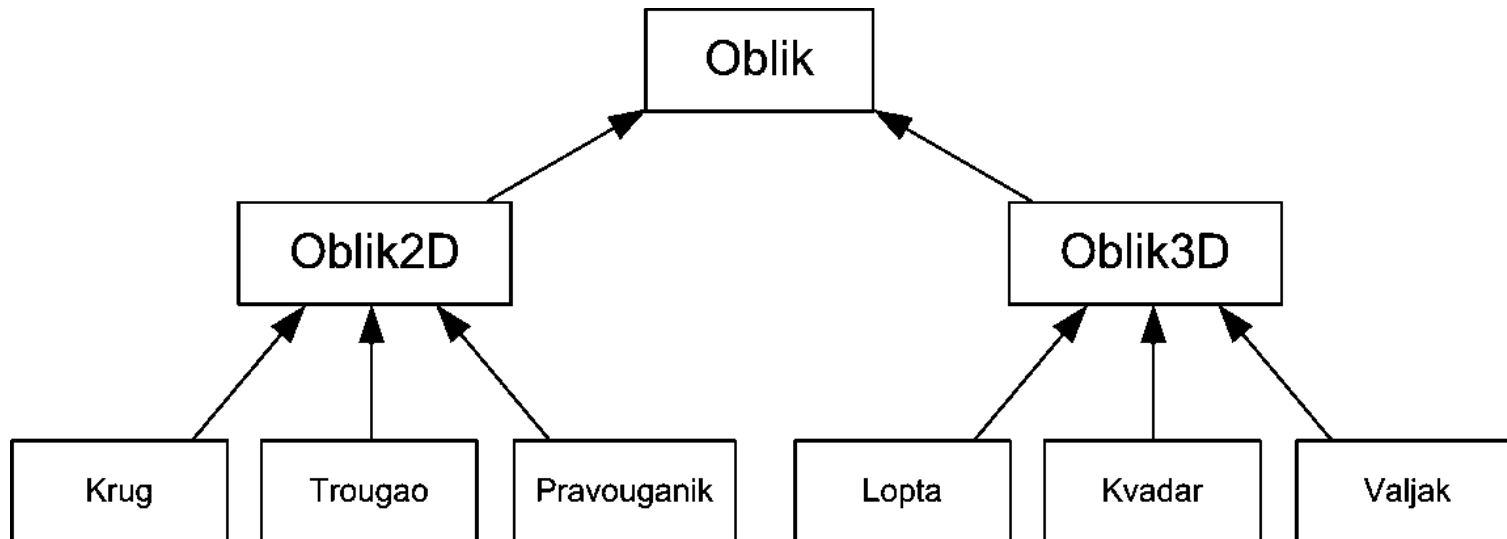 Oblik
Oblik2D
Oblik3D
Krug
Trougao
Pravouganik
Lopta
Kvadar
Valjak